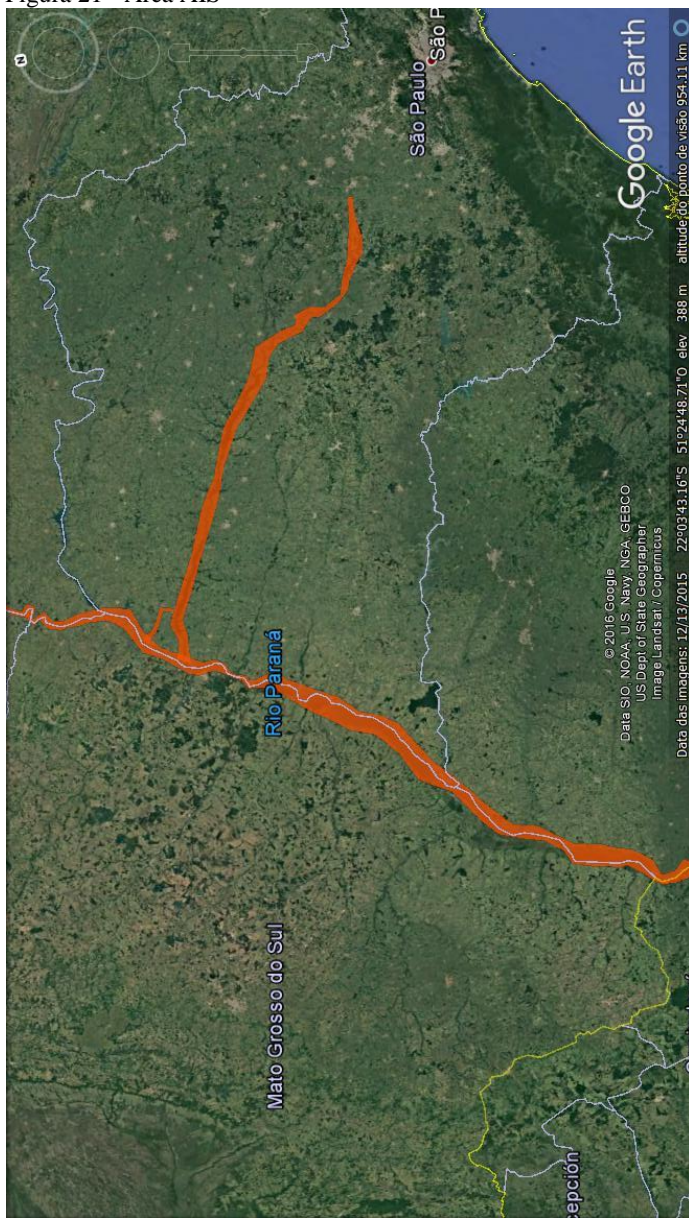 Figura 21 - Área AIS
N
São Paulo
São P
Rio Paraná
Mato Grosso do Sul
cepción
© 2016 Google
Data SIO, NOAA, U.S. Navy, NGA, GEBCO
US Dept of State Geographer
Image Landsat / Copernicus
Google Earth
Data das imagens: 12/13/2015 22°03'43.16"S 51°24'48.71"O elev 388 m altitude do ponto de visão 954.11 km